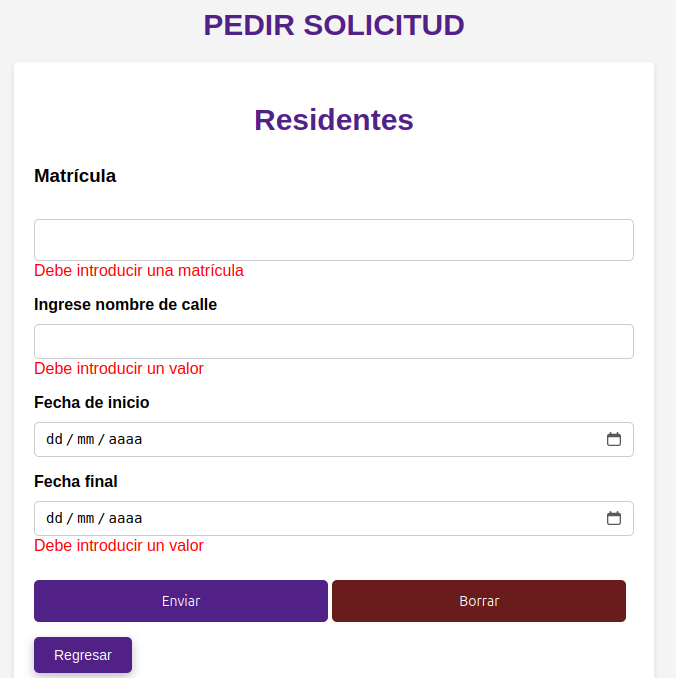 PEDIR SOLICITUD
Residentes
Matrícula
Debe introducir una matrícula
Ingrese nombre de calle
Debe introducir un valor
Fecha de inicio
dd/mm/aaaa
Fecha final
dd/mm/aaaa
Debe introducir un valor
Enviar Borrar
Regresar